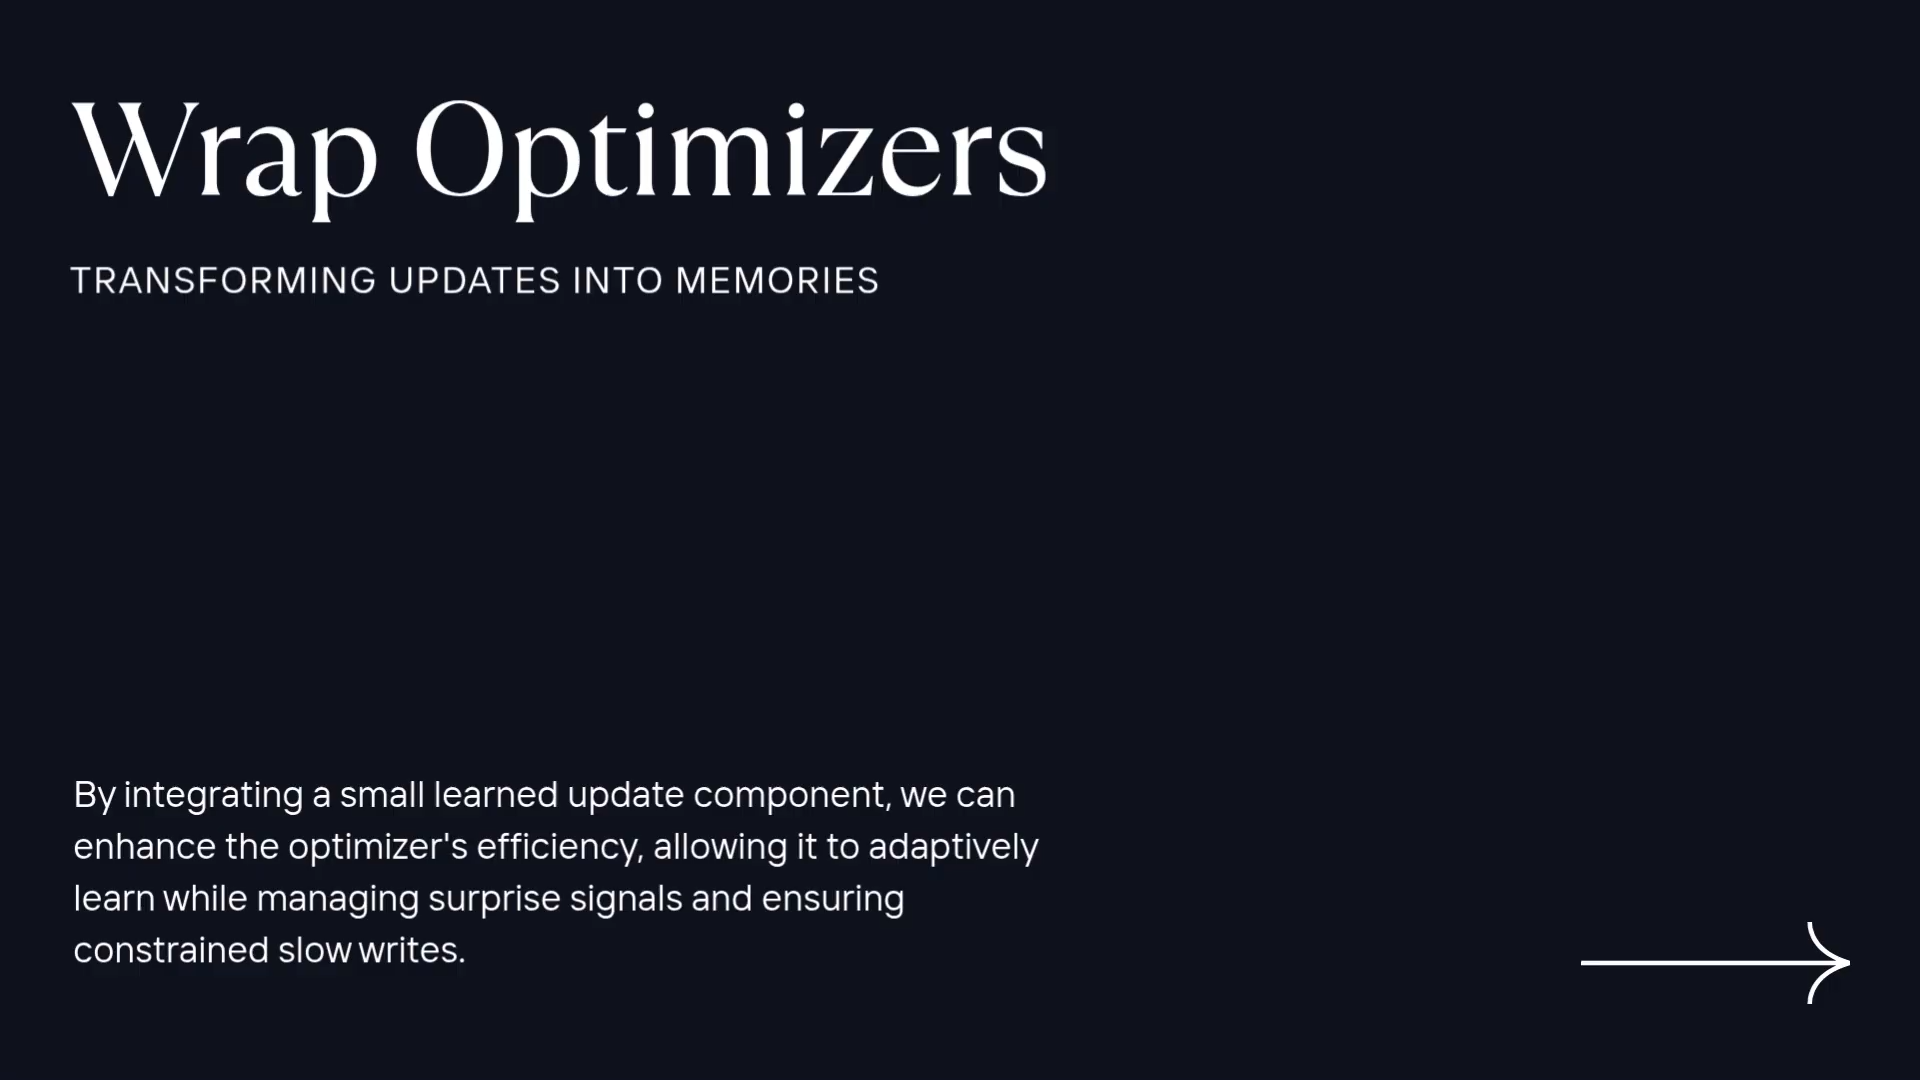 Wrap Optimizers
TRANSFORMING UPDATES INTO MEMORIES
By integrating a small learned update component, we can
enhance the optimizer's efficiency, allowing it to adaptively
learn while managing surprise signals and ensuring
constrained slow writes.